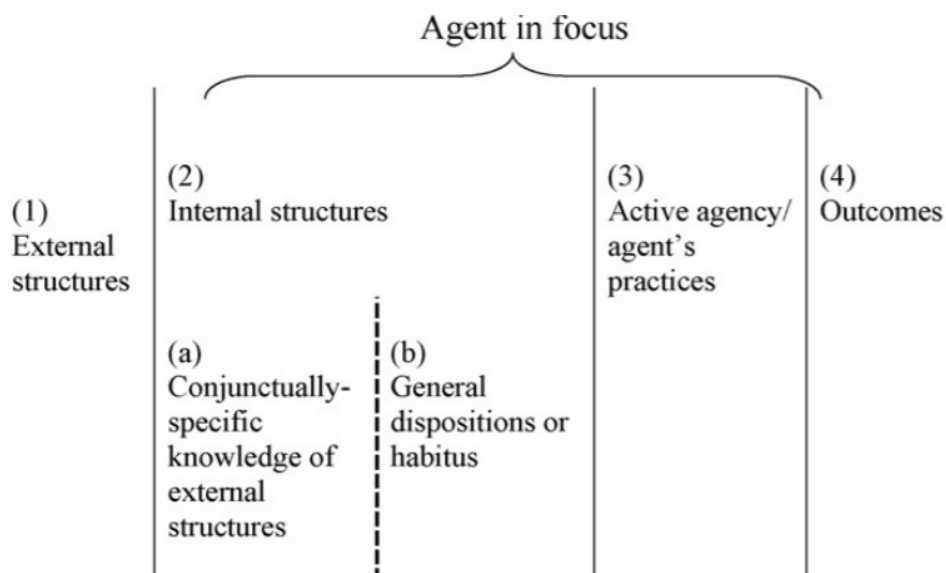 Agent in focus
(1)
External
structures
(2)
Internal structures
(a)
Conjunctually-
specific
knowledge of
external
structures
(b)
General
dispositions or
habitus
(3)
Active agency/
agent's
practices
(4)
Outcomes